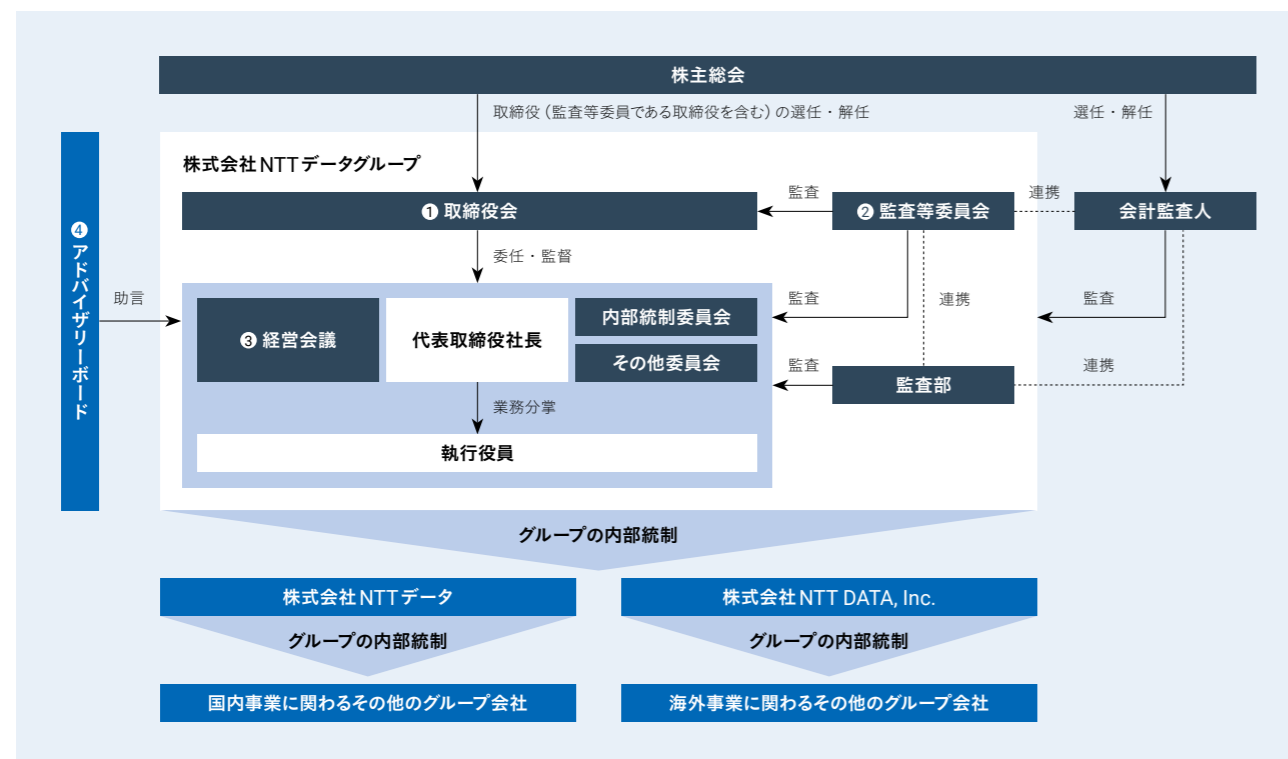 株主総会
取締役（監査等委員である取締役を含む）の選任・解任
選任・解任
株式会社NTTデータグループ
❶ 取締役会
監査
❷ 監査等委員会
連携
会計監査人
委任・監督
❹ アドバイザリーボード
助言
❸ 経営会議
代表取締役社長
内部統制委員会
その他委員会
監査
連携
監査
監査
監査部
連携
業務分掌
執行役員
グループの内部統制
株式会社NTTデータ
株式会社NTT DATA, Inc.
グループの内部統制
グループの内部統制
国内事業に関わるその他のグループ会社
海外事業に関わるその他のグループ会社